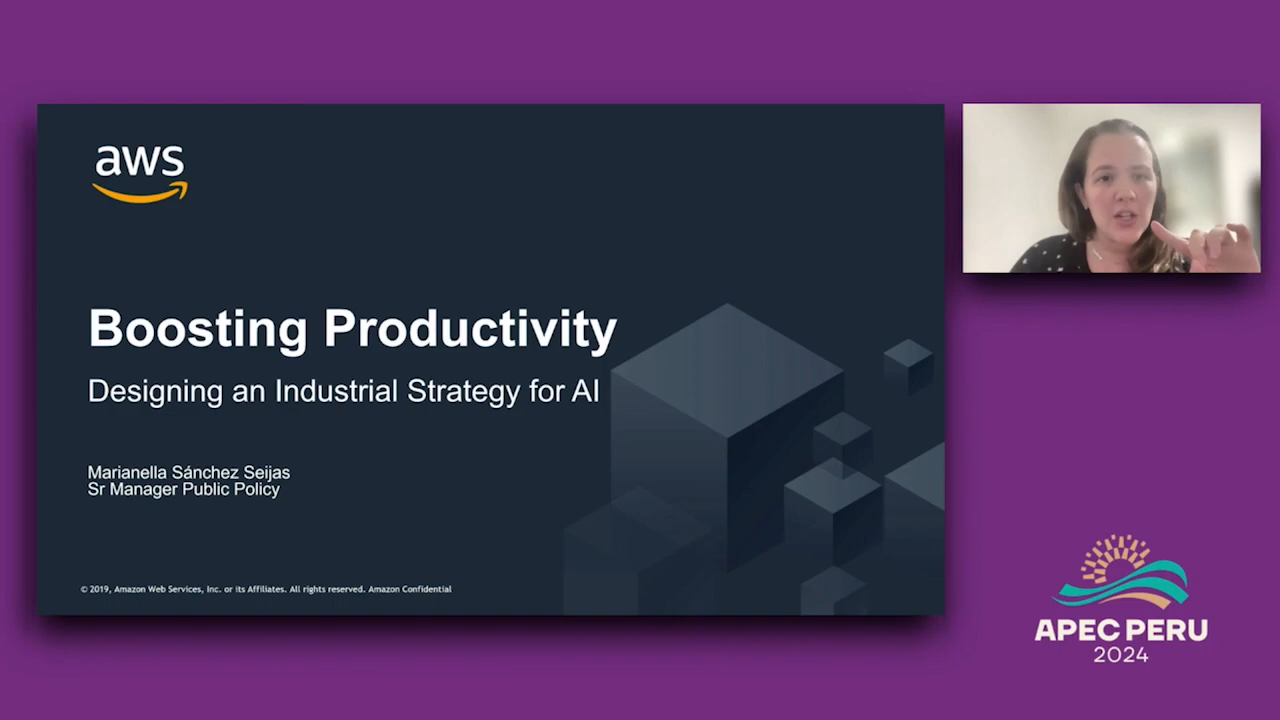 aws
Boosting Productivity
Designing an Industrial Strategy for AI
Marianella Sánchez Seijas
Sr Manager Public Policy
© 2019, Amazon Web Services, Inc. or its Affiliates. All rights reserved. Amazon Confidential
APEC PERU
2024